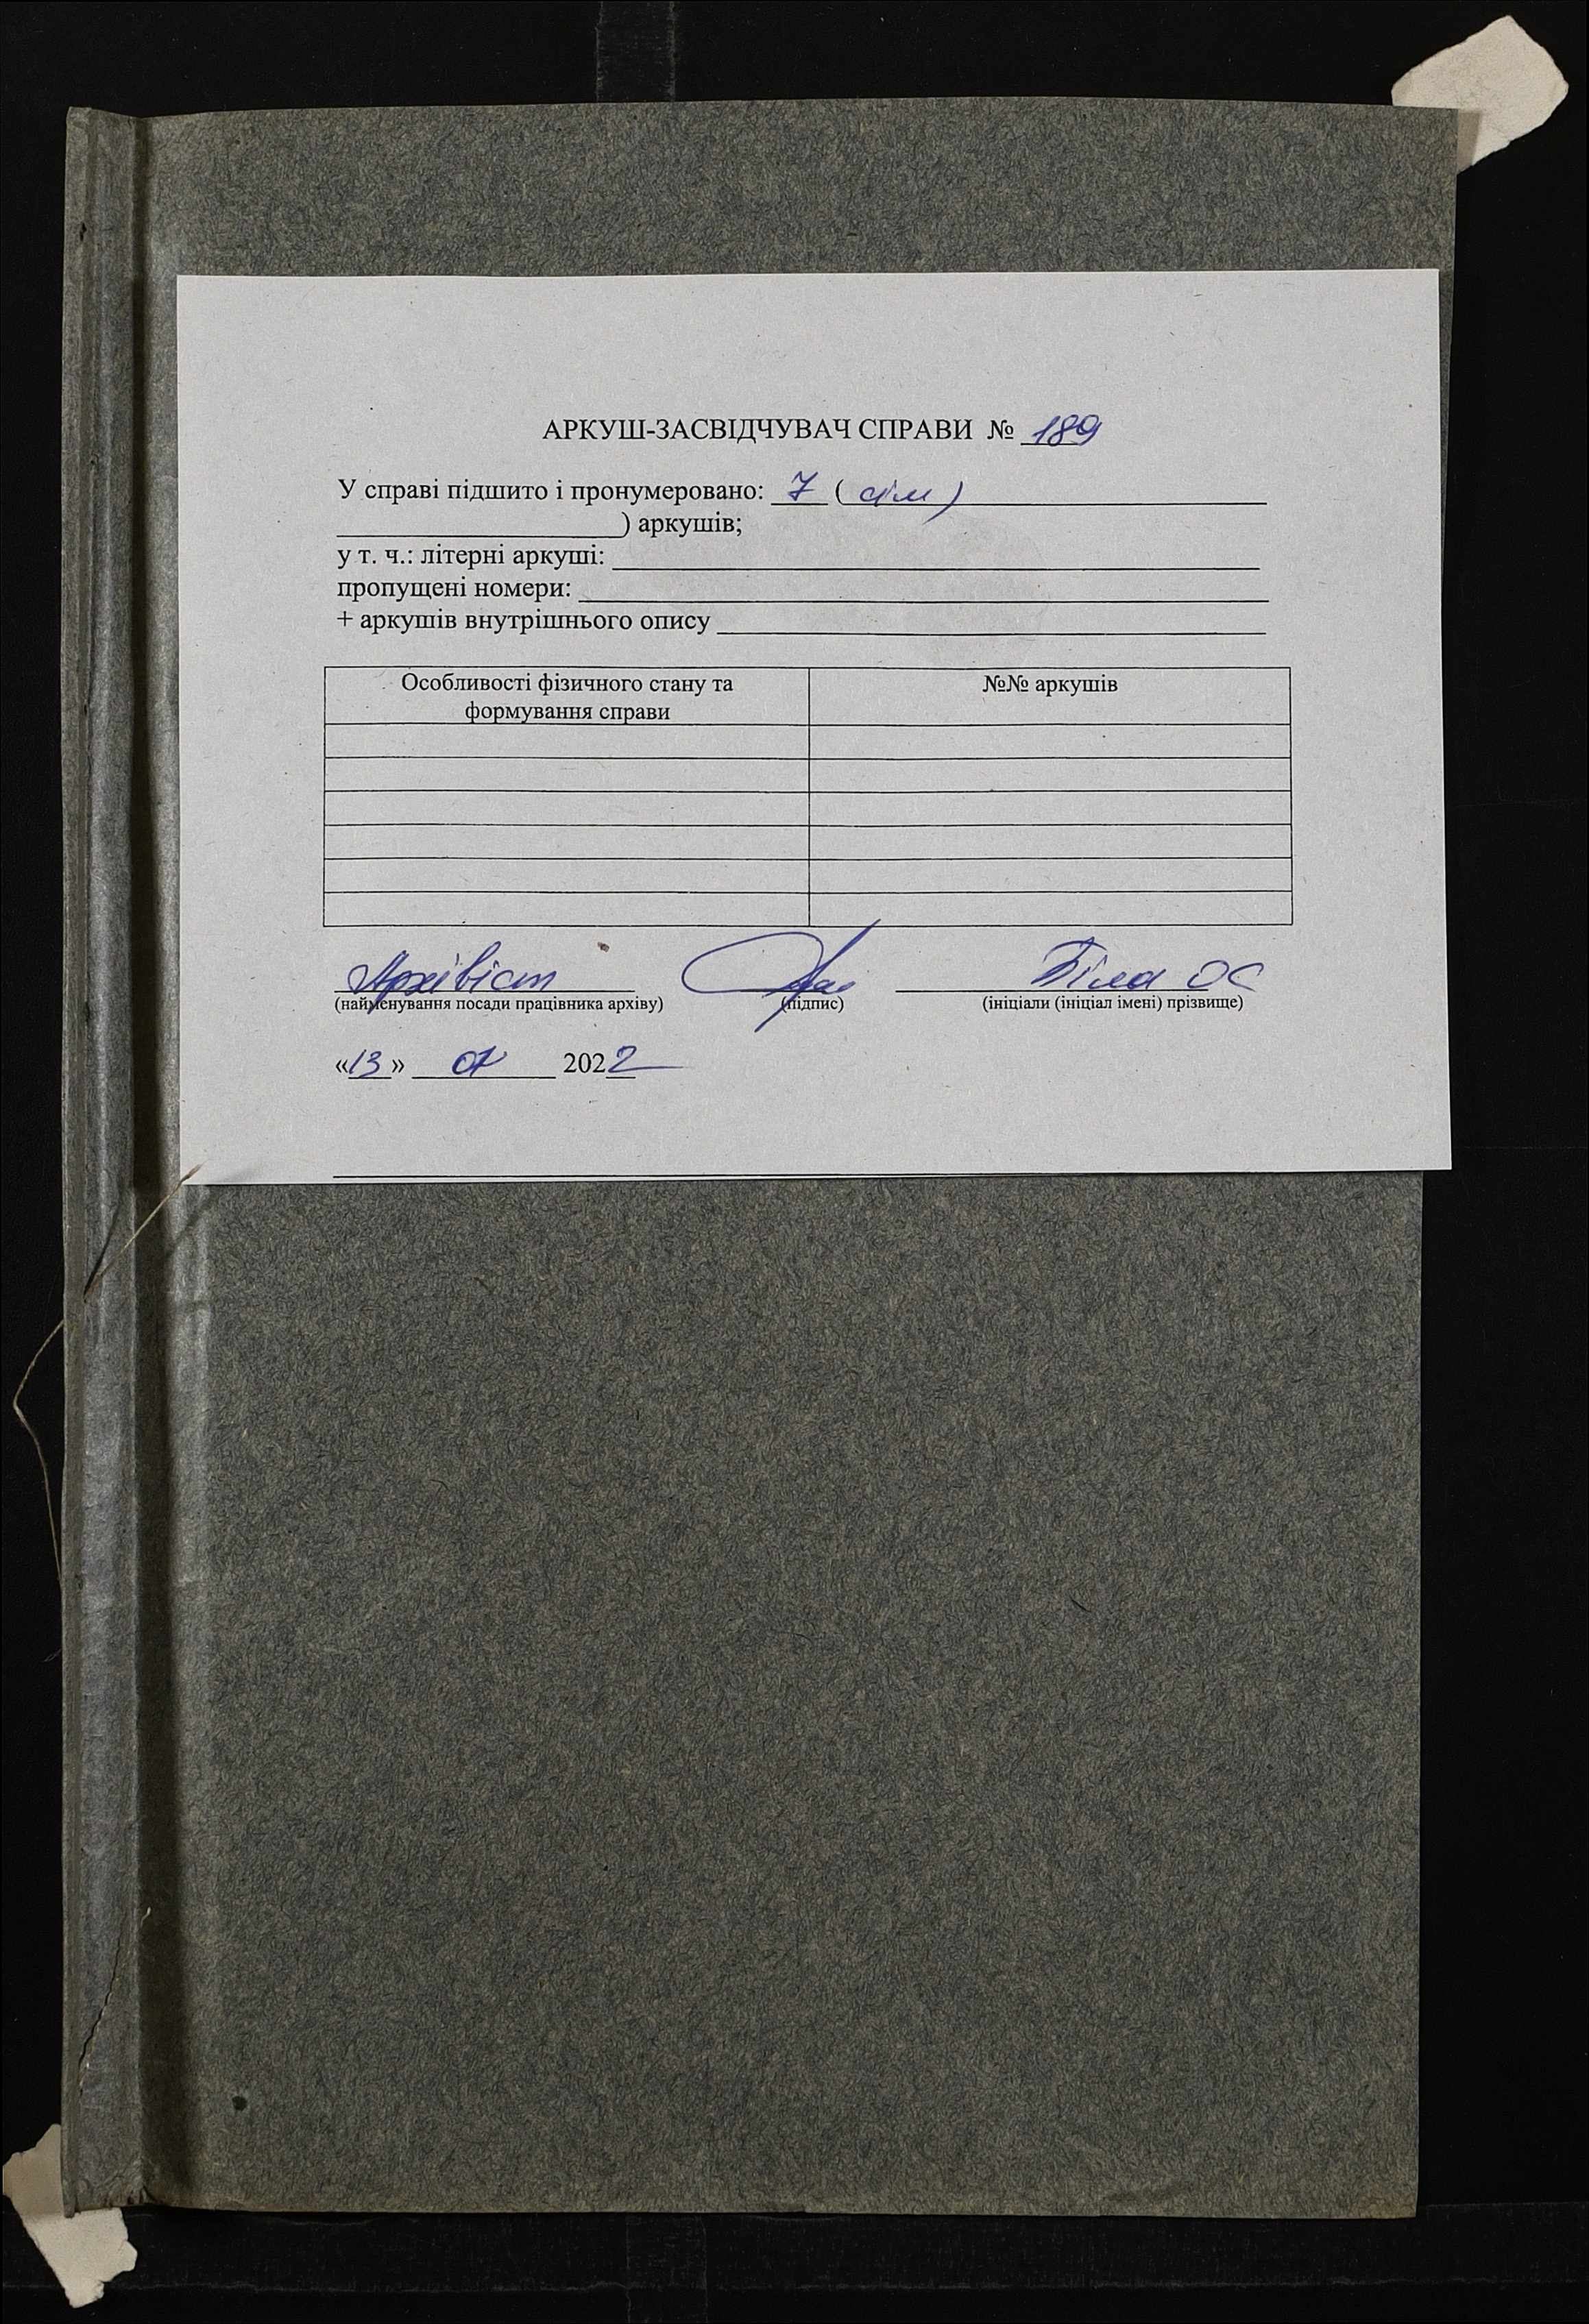 АРКУШ-ЗАСВІДЧУВАЧ СПРАВИ № 189
У справі підшито і пронумеровано: 7 ( сім )
) аркушів;
у т. ч.: літерні аркуші:
пропущені номери:
+ аркушів внутрішнього опису
Особливості фізичного стану та формування справи №№ аркушів
Архівіст Біла ОС
(найменування посади працівника архіву) (підпис) (ініціали (ініціал імені) прізвище)
«13» 07 2022